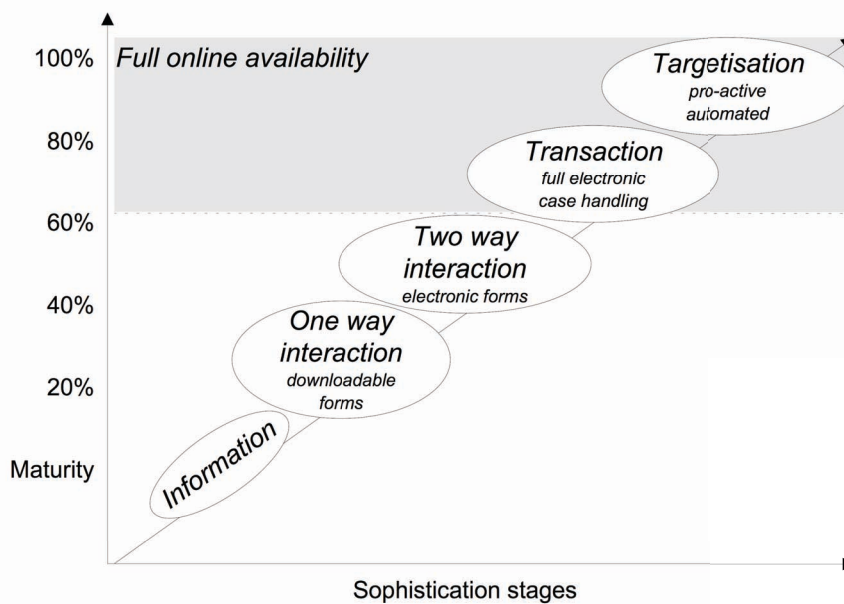 100%
Full online availability
Targetisation
pro-active
automated
80%
Transaction
full electronic
case handling
60%
Two way
interaction
electronic forms
40%
One way
interaction
downloadable
forms
20%
Information
Maturity
Sophistication stages